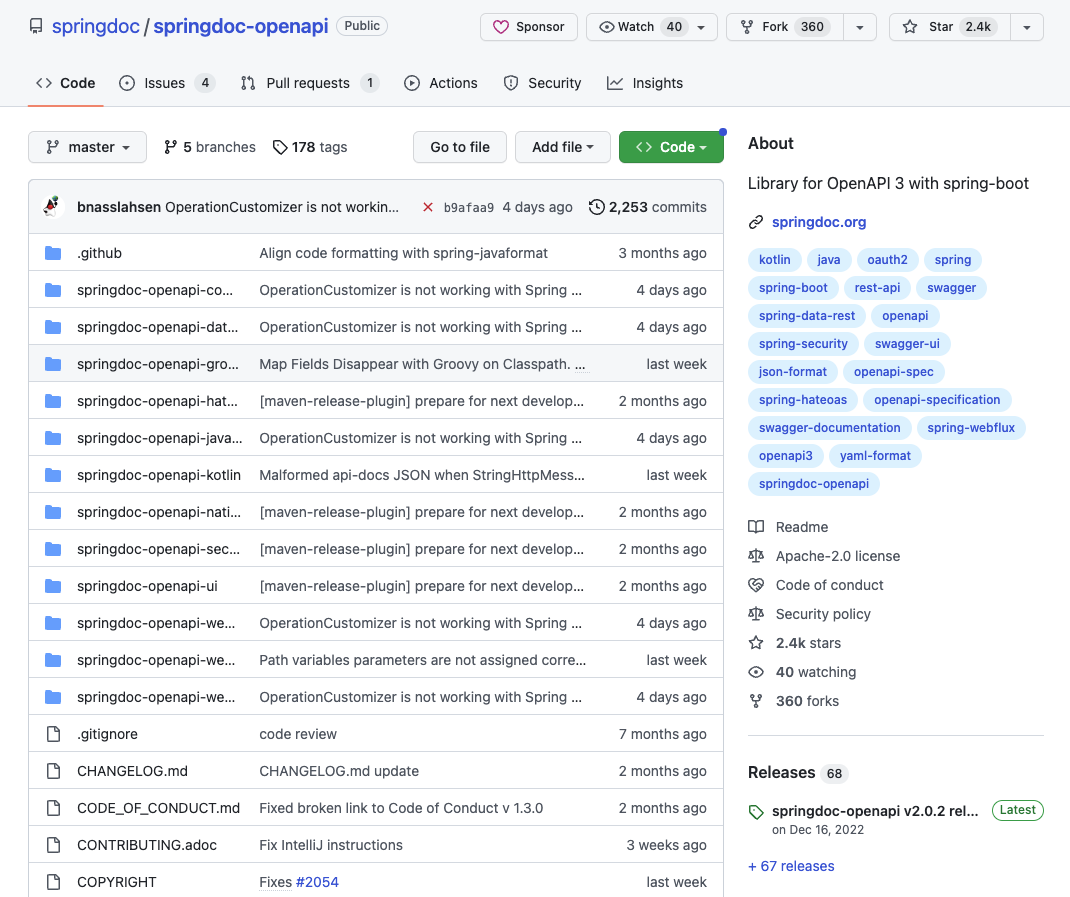 springdoc / springdoc-openapi Public Sponsor Watch 40 Fork 360 Star 2.4k
Code Issues 4 Pull requests 1 Actions Security Insights
master 5 branches 178 tags Go to file Add file Code
bnasslahsen OperationCustomizer is not workin... b9afaa9 4 days ago 2,253 commits
.github Align code formatting with spring-javaformat 3 months ago
springdoc-openapi-co... OperationCustomizer is not working with Spring ... 4 days ago
springdoc-openapi-dat... OperationCustomizer is not working with Spring ... 4 days ago
springdoc-openapi-gro... Map Fields Disappear with Groovy on Classpath. ... last week
springdoc-openapi-hat... [maven-release-plugin] prepare for next develop... 2 months ago
springdoc-openapi-java... OperationCustomizer is not working with Spring ... 4 days ago
springdoc-openapi-kotlin Malformed api-docs JSON when StringHttpMess... last week
springdoc-openapi-nati... [maven-release-plugin] prepare for next develop... 2 months ago
springdoc-openapi-sec... [maven-release-plugin] prepare for next develop... 2 months ago
springdoc-openapi-ui [maven-release-plugin] prepare for next develop... 2 months ago
springdoc-openapi-we... OperationCustomizer is not working with Spring ... 4 days ago
springdoc-openapi-we... Path variables parameters are not assigned corre... last week
springdoc-openapi-we... OperationCustomizer is not working with Spring ... 4 days ago
.gitignore code review 7 months ago
CHANGELOG.md CHANGELOG.md update 2 months ago
CODE_OF_CONDUCT.md Fixed broken link to Code of Conduct v 1.3.0 2 months ago
CONTRIBUTING.adoc Fix IntelliJ instructions 3 weeks ago
COPYRIGHT Fixes #2054 last week
About
Library for OpenAPI 3 with spring-boot
springdoc.org
kotlin java oauth2 spring
spring-boot rest-api swagger
spring-data-rest openapi
spring-security swagger-ui
json-format openapi-spec
spring-hateoas openapi-specification
swagger-documentation spring-webflux
openapi3 yaml-format
springdoc-openapi
Readme
Apache-2.0 license
Code of conduct
Security policy
2.4k stars
40 watching
360 forks
Releases 68
springdoc-openapi v2.0.2 rel... Latest
on Dec 16, 2022
+ 67 releases